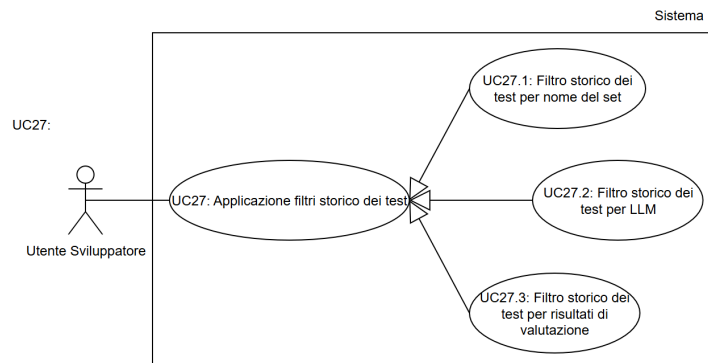 Sistema
UC27.1: Filtro storico dei
test per nome del set
UC27:
UC27: Applicazione filtri storico dei test
UC27.2: Filtro storico dei
test per LLM
Utente Sviluppatore
UC27.3: Filtro storico dei
test per risultati di
valutazione